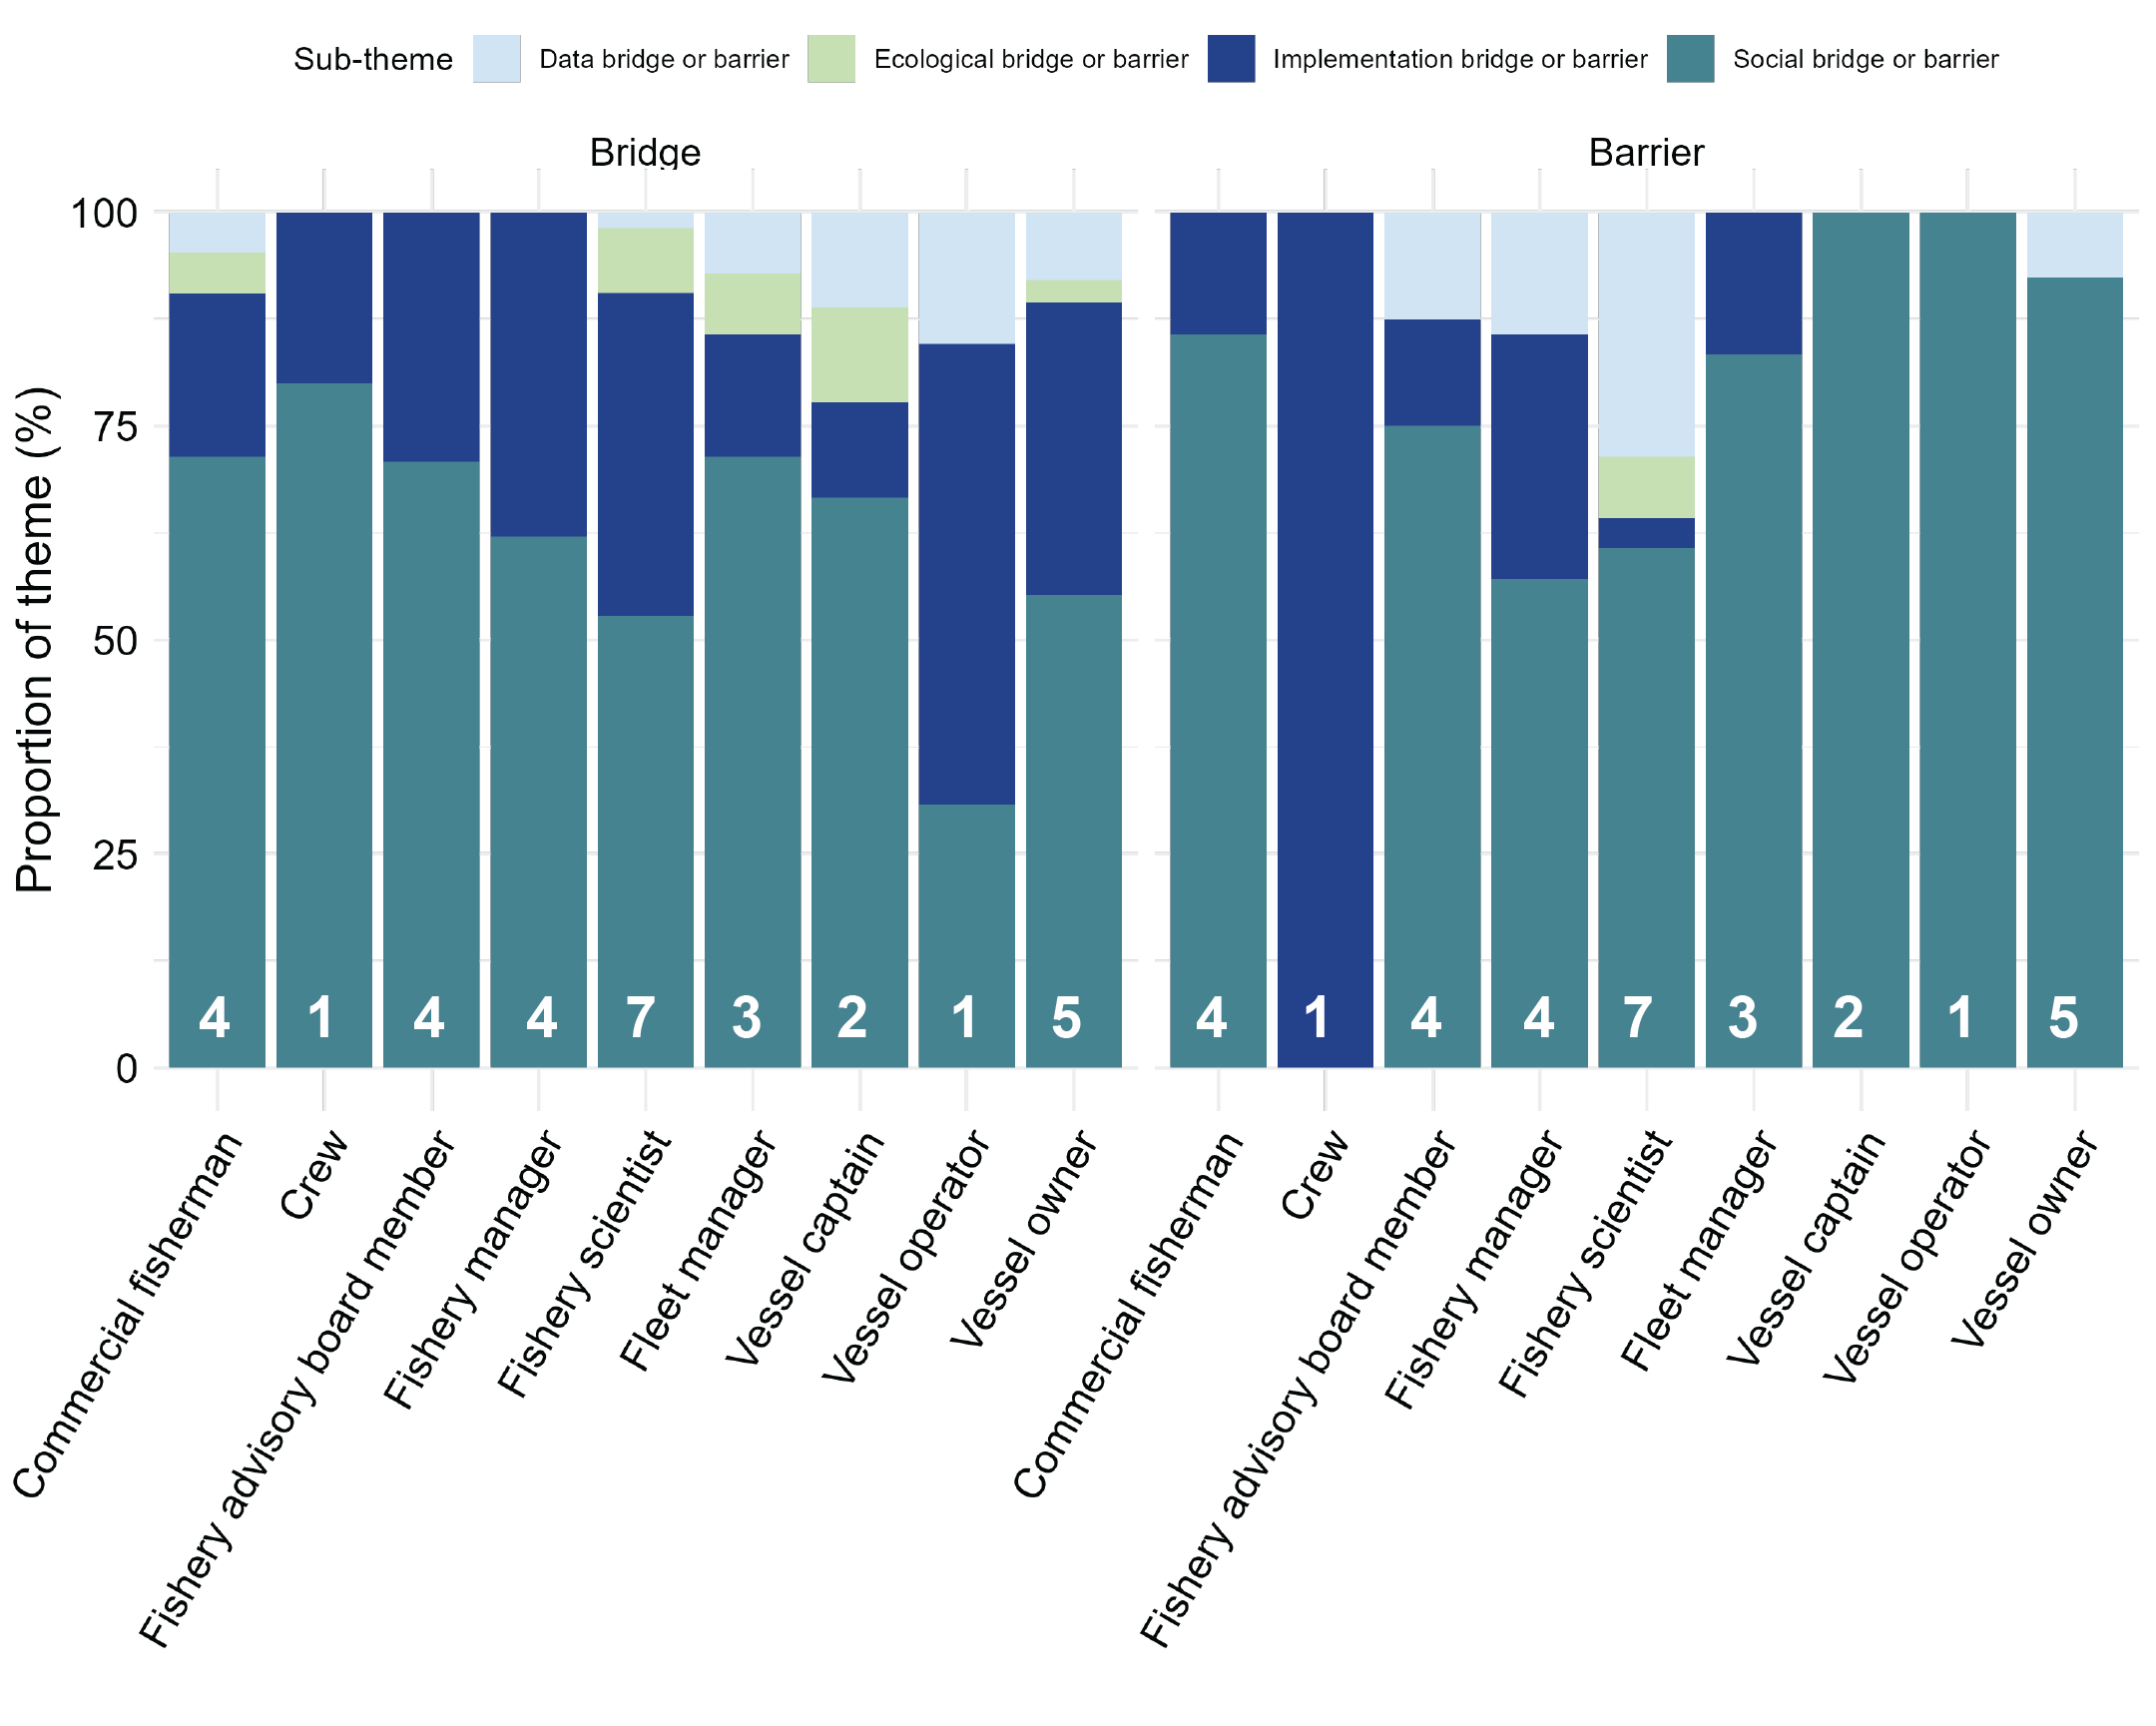 Sub-theme Data bridge or barrier Ecological bridge or barrier Implementation bridge or barrier Social bridge or barrier
Bridge Barrier
Proportion of theme (%)
100
75
50
25
0
4 1 4 4 7 3 2 1 5 4 1 4 4 7 3 2 1 5
Commercial fisherman
Crew
Fishery advisory board member
Fishery manager
Fishery scientist
Fleet manager
Vessel captain
Vessel operator
Vessel owner
Commercial fisherman
Crew
Fishery advisory board member
Fishery manager
Fishery scientist
Fleet manager
Vessel captain
Vessel operator
Vessel owner